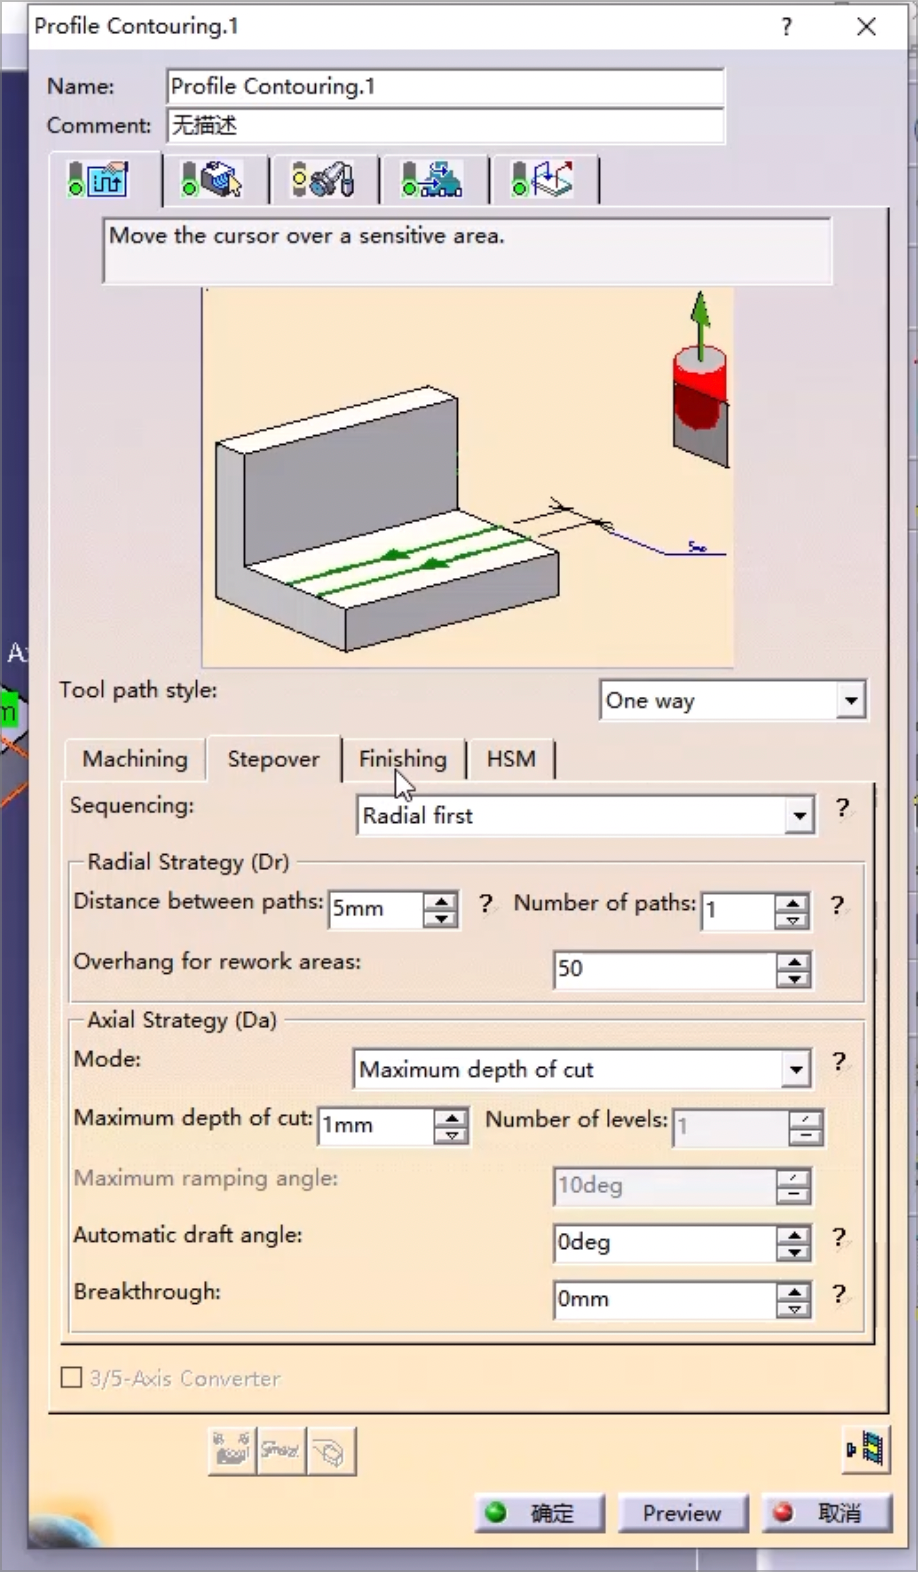 Profile Contouring.1 ?
Name: Profile Contouring.1
Comment: 无描述
Move the cursor over a sensitive area.
Tool path style: One way
Machining Stepover Finishing HSM
Sequencing: Radial first ?
Radial Strategy (Dr)
Distance between paths: 5mm ? Number of paths: 1 ?
Overhang for rework areas: 50
Axial Strategy (Da)
Mode: Maximum depth of cut ?
Maximum depth of cut: 1mm Number of levels: 1
Maximum ramping angle: 10deg
Automatic draft angle: 0deg ?
Breakthrough: 0mm ?
3/5-Axis Converter
确定 Preview 取消